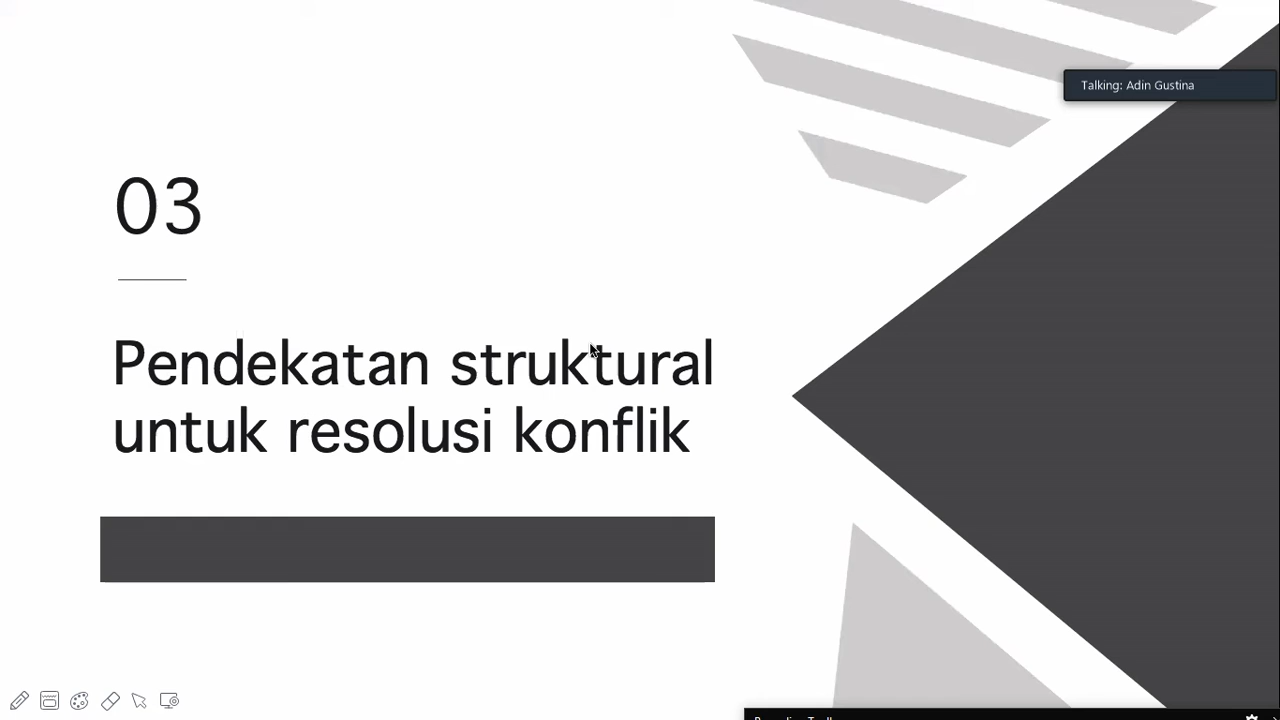 Talking: Adin Gustina
03
Pendekatan struktural
untuk resolusi konflik